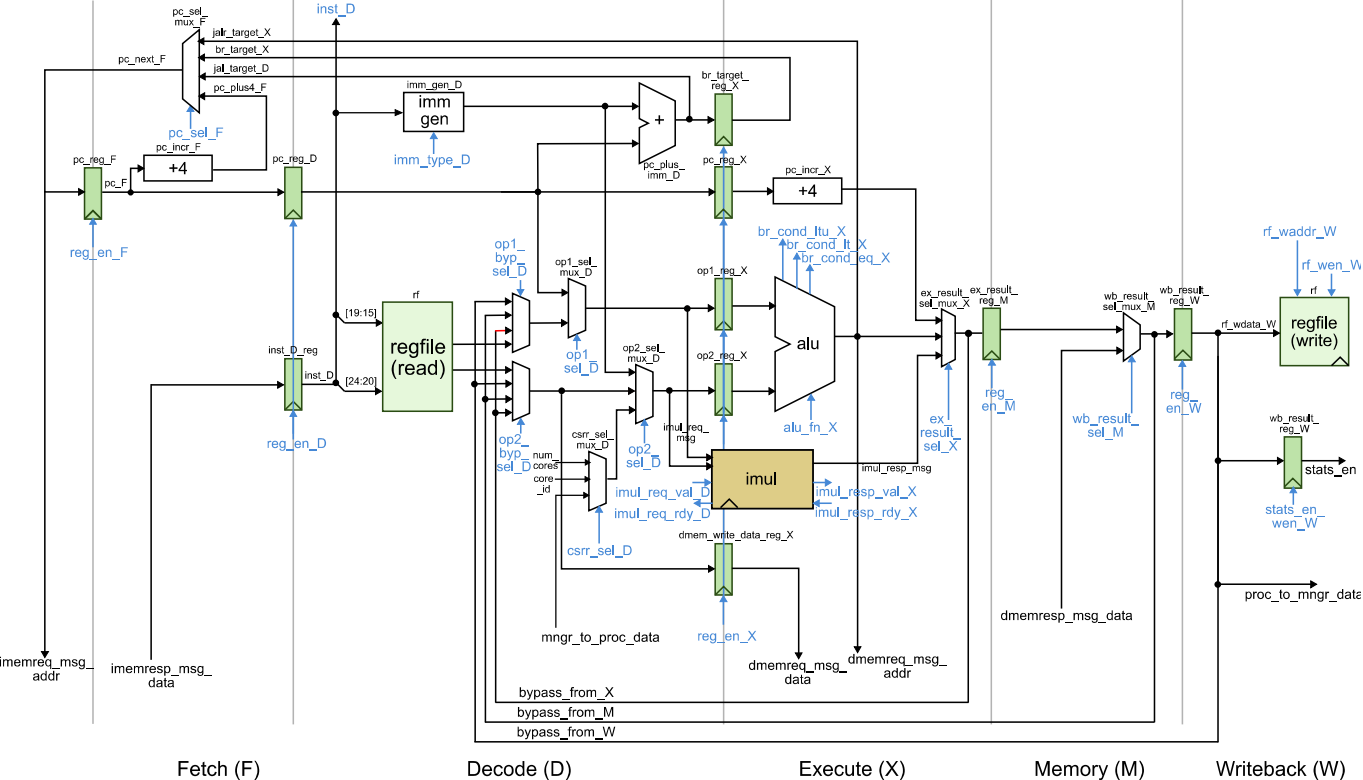 inst_D
pc_sel_
mux_F
jalr_target_X
br_target_X
pc_next_F
jal_target_D
pc_plus4_F
pc_sel_F
pc_incr_F
+4
pc_reg_F
pc_F
reg_en_F
pc_reg_D
imm_gen_D
imm
gen
imm_type_D
+
pc_plus_
imm_D
br_target_
reg_X
pc_reg_X
pc_incr_X
+4
br_cond_ltu_X
br_cond_lt_X
br_cond_eq_X
op1_
byp_
sel_D
op1_sel_
mux_D
op1_reg_X
alu
ex_result_
sel_mux_X
ex_result_
reg_M
wb_result_
sel_mux_M
wb_result_
reg_W
rf_waddr_W
rf_wen_W
rf
regfile
(write)
rf_wdata_W
rf
[19:15]
regfile
(read)
inst_D_reg
inst_D
[24:20]
reg_en_D
op1_
sel_D
op2_sel_
mux_D
op2_reg_X
alu_fn_X
ex_
result_
sel_X
reg_
en_M
wb_result_
sel_M
reg_
en_W
op2_
byp_
sel_D
csrr_sel_
mux_D
num_
cores
core
_id
op2_
sel_D
imul_req_
msg
imul
imul_resp_msg
imul_req_val_D
imul_req_rdy_D
imul_resp_val_X
imul_resp_rdy_X
csrr_sel_D
dmem_write_data_reg_X
reg_en_X
wb_result_
reg_W
stats_en
stats_en_
wen_W
proc_to_mngr_data
dmemresp_msg_data
mngr_to_proc_data
dmemreq_msg_
data
dmemreq_msg_
addr
imemreq_msg_
addr
imemresp_msg_
data
bypass_from_X
bypass_from_M
bypass_from_W
Fetch (F)
Decode (D)
Execute (X)
Memory (M)
Writeback (W)